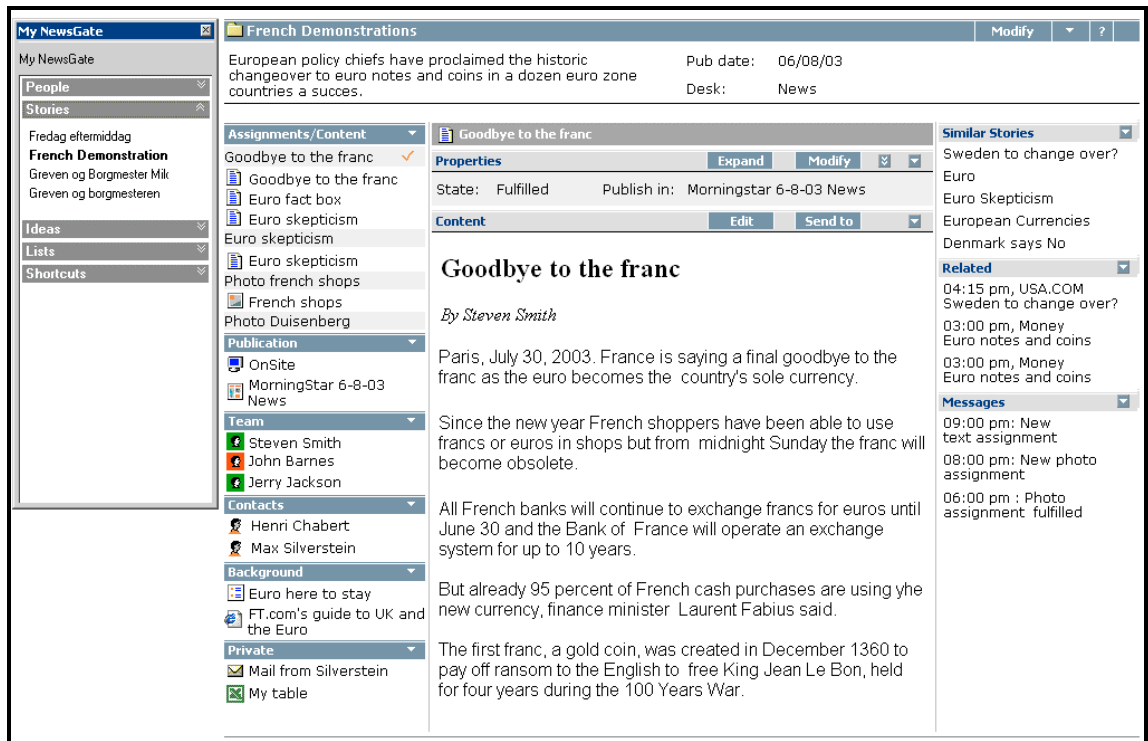 My NewsGate
My NewsGate
People
Stories
Fredag eftermiddag
French Demonstration
Greven og Borgmester Mik
Greven og borgmesteren
Ideas
Lists
Shortcuts
French Demonstrations
Modify
?
European policy chiefs have proclaimed the historic
changeover to euro notes and coins in a dozen euro zone
countries a succes.
Pub date: 06/08/03
Desk: News
Assignments/Content
Goodbye to the franc
Goodbye to the franc
Euro fact box
Euro skepticism
Euro skepticism
Euro skepticism
Photo french shops
French shops
Photo Duisenberg
Publication
OnSite
MorningStar 6-8-03
News
Team
Steven Smith
John Barnes
Jerry Jackson
Contacts
Henri Chabert
Max Silverstein
Background
Euro here to stay
FT.com's guide to UK and
the Euro
Private
Mail from Silverstein
My table
Goodbye to the franc
Properties Expand Modify
State: Fulfilled Publish in: Morningstar 6-8-03 News
Content Edit Send to
Goodbye to the franc
By Steven Smith
Paris, July 30, 2003. France is saying a final goodbye to the
franc as the euro becomes the country's sole currency.
Since the new year French shoppers have been able to use
francs or euros in shops but from midnight Sunday the franc will
become obsolete.
All French banks will continue to exchange francs for euros until
June 30 and the Bank of France will operate an exchange
system for up to 10 years.
But already 95 percent of French cash purchases are using yhe
new currency, finance minister Laurent Fabius said.
The first franc, a gold coin, was created in December 1360 to
pay off ransom to the English to free King Jean Le Bon, held
for four years during the 100 Years War.
Similar Stories
Sweden to change over?
Euro
Euro Skepticism
European Currencies
Denmark says No
Related
04:15 pm, USA.COM
Sweden to change over?
03:00 pm, Money
Euro notes and coins
03:00 pm, Money
Euro notes and coins
Messages
09:00 pm: New
text assignment
08:00 pm: New photo
assignment
06:00 pm : Photo
assignment fulfilled